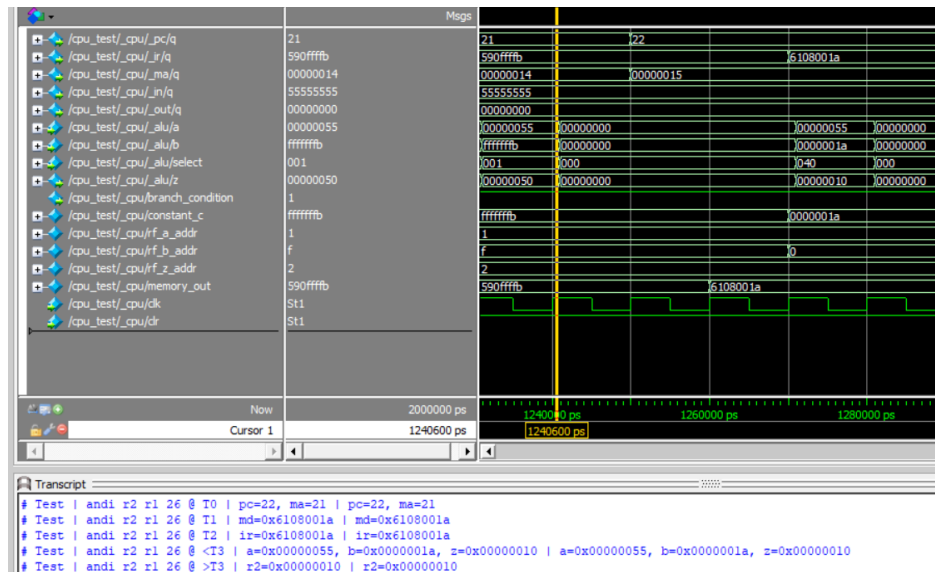 Msgs
/cpu_test/_cpu/_pc/q 21 21 22
/cpu_test/_cpu/_ir/q 590ffffb 590ffffb 6108001a
/cpu_test/_cpu/_ma/q 00000014 00000014 00000015
/cpu_test/_cpu/_in/q 55555555 55555555
/cpu_test/_cpu/_out/q 00000000 00000000
/cpu_test/_cpu/_alu/a 00000055 00000055 00000000 00000055 00000000
/cpu_test/_cpu/_alu/b fffffffb fffffffb 00000000 0000001a 00000000
/cpu_test/_cpu/_alu/select 001 001 000 040 000
/cpu_test/_cpu/_alu/z 00000050 00000050 00000000 00000010 00000000
/cpu_test/_cpu/branch_condition 1
/cpu_test/_cpu/constant_c fffffffb fffffffb 0000001a
/cpu_test/_cpu/rf_a_addr 1 1
/cpu_test/_cpu/rf_b_addr f f 0
/cpu_test/_cpu/rf_z_addr 2 2
/cpu_test/_cpu/memory_out 590ffffb 590ffffb 6108001a
/cpu_test/_cpu/clk St1
/cpu_test/_cpu/clr St1
Now 2000000 ps 1240000 ps 1260000 ps 1280000 ps
Cursor 1 1240600 ps 1240600 ps
Transcript
# Test | andi r2 r1 26 @ T0 | pc=22, ma=21 | pc=22, ma=21
# Test | andi r2 r1 26 @ T1 | md=0x6108001a | md=0x6108001a
# Test | andi r2 r1 26 @ T2 | ir=0x6108001a | ir=0x6108001a
# Test | andi r2 r1 26 @ <T3 | a=0x00000055, b=0x0000001a, z=0x00000010 | a=0x00000055, b=0x0000001a, z=0x00000010
# Test | andi r2 r1 26 @ >T3 | r2=0x00000010 | r2=0x00000010